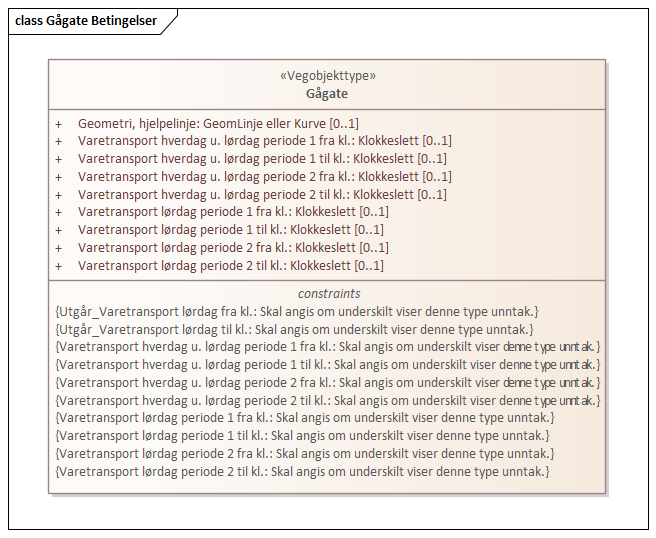 class Gågate Betingelser
«Vegobjekttype»
Gågate
+ Geometri, hjelpelinje: GeomLinje eller Kurve [0..1]
+ Varetransport hverdag u. lørdag periode 1 fra kl.: Klokkeslett [0..1]
+ Varetransport hverdag u. lørdag periode 1 til kl.: Klokkeslett [0..1]
+ Varetransport hverdag u. lørdag periode 2 fra kl.: Klokkeslett [0..1]
+ Varetransport hverdag u. lørdag periode 2 til kl.: Klokkeslett [0..1]
+ Varetransport lørdag periode 1 fra kl.: Klokkeslett [0..1]
+ Varetransport lørdag periode 1 til kl.: Klokkeslett [0..1]
+ Varetransport lørdag periode 2 fra kl.: Klokkeslett [0..1]
+ Varetransport lørdag periode 2 til kl.: Klokkeslett [0..1]
constraints
{Utgår_Varetransport lørdag fra kl.: Skal angis om underskilt viser denne type unntak.}
{Utgår_Varetransport lørdag til kl.: Skal angis om underskilt viser denne type unntak.}
{Varetransport hverdag u. lørdag periode 1 fra kl.: Skal angis om underskilt viser denne type unntak.}
{Varetransport hverdag u. lørdag periode 1 til kl.: Skal angis om underskilt viser denne type unntak.}
{Varetransport hverdag u. lørdag periode 2 fra kl.: Skal angis om underskilt viser denne type unntak.}
{Varetransport hverdag u. lørdag periode 2 til kl.: Skal angis om underskilt viser denne type unntak.}
{Varetransport lørdag periode 1 fra kl.: Skal angis om underskilt viser denne type unntak.}
{Varetransport lørdag periode 1 til kl.: Skal angis om underskilt viser denne type unntak.}
{Varetransport lørdag periode 2 fra kl.: Skal angis om underskilt viser denne type unntak.}
{Varetransport lørdag periode 2 til kl.: Skal angis om underskilt viser denne type unntak.}